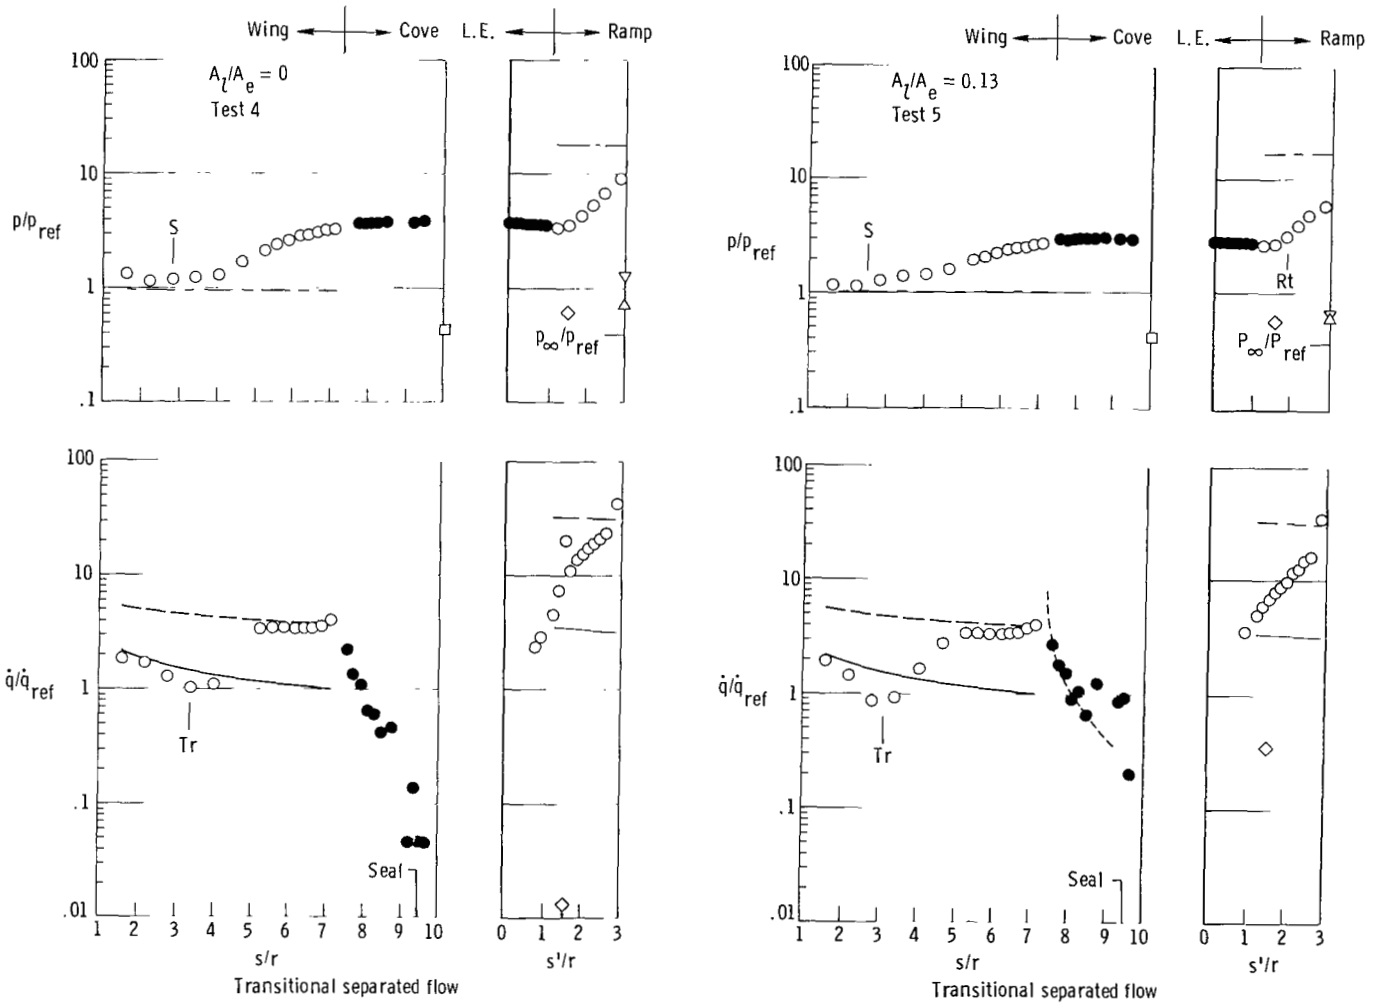 Wing Cove L.E. Ramp
A_l/A_e = 0
Test 4
100
10
1
.1
p/p_ref
S
p_∞/p_ref
100
10
1
.1
.01
q̇/q̇_ref
Tr
Seal
1 2 3 4 5 6 7 8 9 10
s/r
0 1 2 3
s'/r
Transitional separated flow
Wing Cove L.E. Ramp
A_l/A_e = 0.13
Test 5
100
10
1
.1
p/p_ref
S
Rt
P_∞/P_ref
100
10
1
.1
.01
q̇/q̇_ref
Tr
Seal
1 2 3 4 5 6 7 8 9 10
s/r
0 1 2 3
s'/r
Transitional separated flow